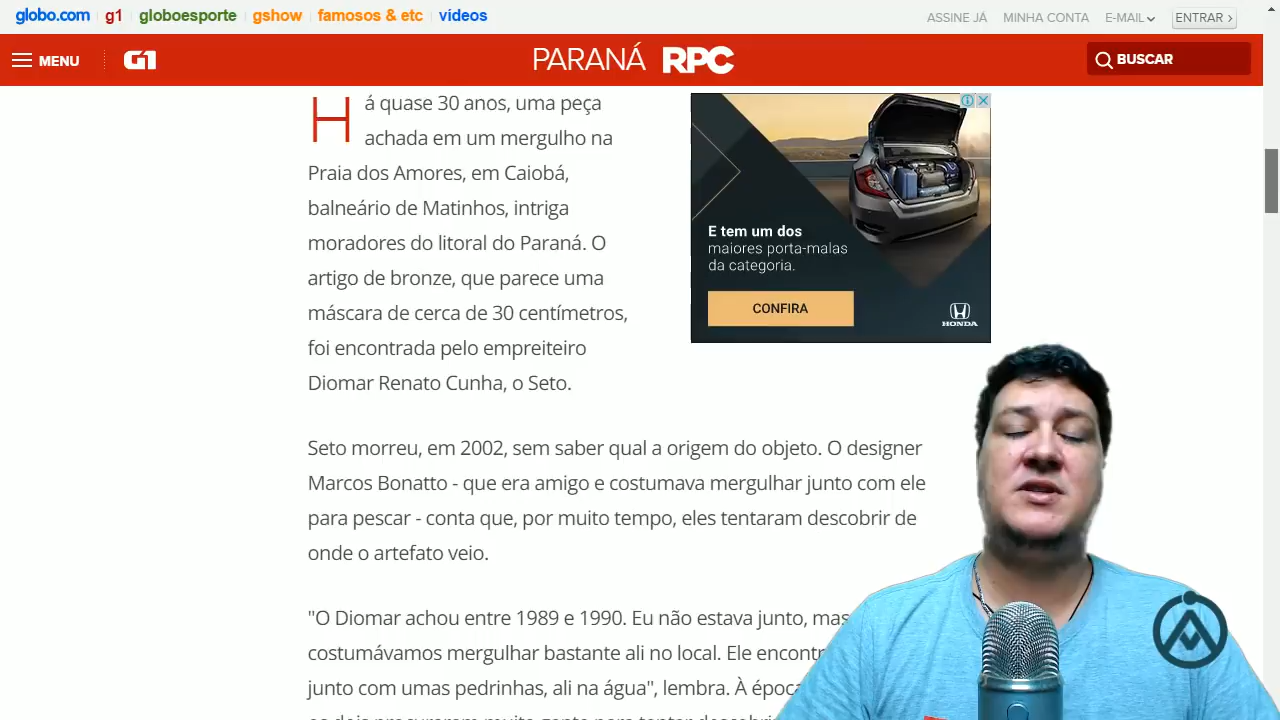 globo.com g1 globoesporte gshow famosos & etc vídeos ASSINE JÁ MINHA CONTA E-MAIL ENTRAR
MENU G1 PARANÁ RPC BUSCAR
Há quase 30 anos, uma peça
achada em um mergulho na
Praia dos Amores, em Caiobá,
balneário de Matinhos, intriga
moradores do litoral do Paraná. O
artigo de bronze, que parece uma
máscara de cerca de 30 centímetros,
foi encontrada pelo empreiteiro
Diomar Renato Cunha, o Seto.
E tem um dos
maiores porta-malas
da categoria.
CONFIRA
HONDA
Seto morreu, em 2002, sem saber qual a origem do objeto. O designer
Marcos Bonatto - que era amigo e costumava mergulhar junto com ele
para pescar - conta que, por muito tempo, eles tentaram descobrir de
onde o artefato veio.
"O Diomar achou entre 1989 e 1990. Eu não estava junto, mas
costumávamos mergulhar bastante ali no local. Ele
junto com umas pedrinhas, ali na água", lembra. À